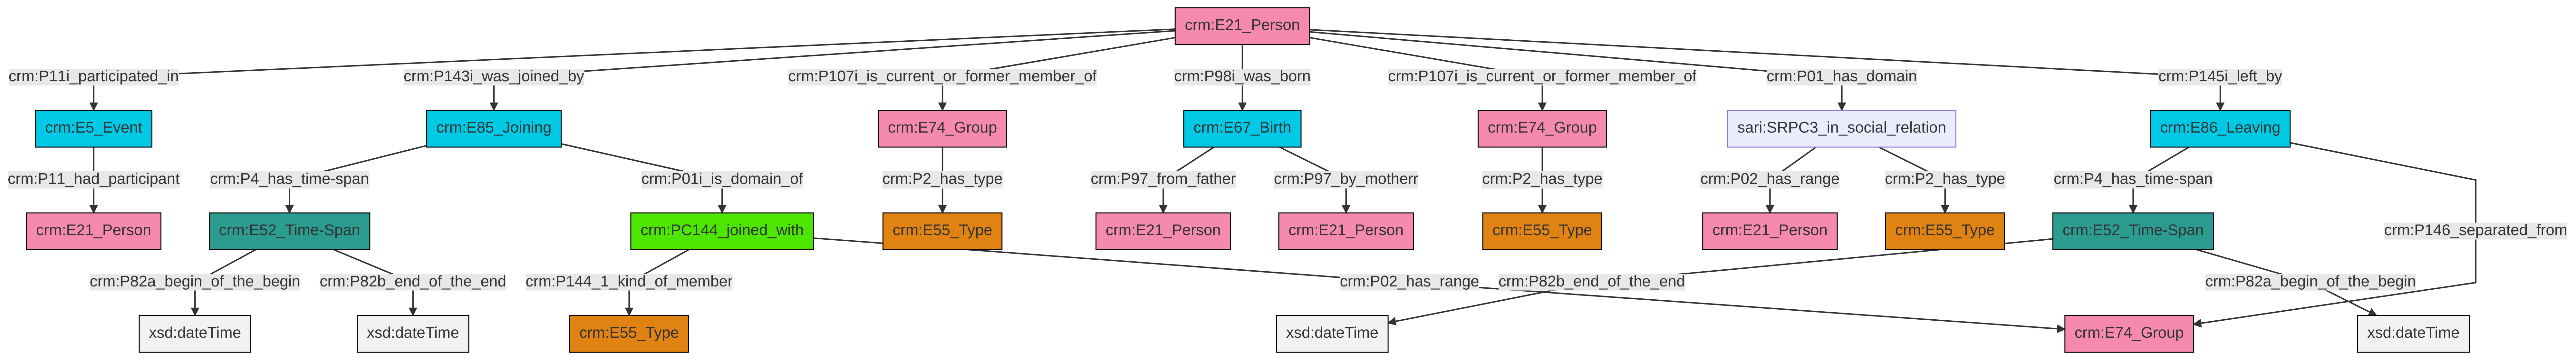 crm:E21_Person
crm:P11i_participated_in
crm:P143i_was_joined_by
crm:P107i_is_current_or_former_member_of
crm:P98i_was_born
crm:P107i_is_current_or_former_member_of
crm:P01_has_domain
crm:P145i_left_by
crm:E5_Event
crm:E85_Joining
crm:E74_Group
crm:E67_Birth
crm:E74_Group
sari:SRPC3_in_social_relation
crm:E86_Leaving
crm:P11_had_participant
crm:P4_has_time-span
crm:P01i_is_domain_of
crm:P2_has_type
crm:P97_from_father
crm:P97_by_motherr
crm:P2_has_type
crm:P02_has_range
crm:P2_has_type
crm:P4_has_time-span
crm:E21_Person
crm:E52_Time-Span
crm:PC144_joined_with
crm:E55_Type
crm:E21_Person
crm:E21_Person
crm:E55_Type
crm:E21_Person
crm:E55_Type
crm:E52_Time-Span
crm:P146_separated_from
crm:P82a_begin_of_the_begin
crm:P82b_end_of_the_end
crm:P144_1_kind_of_member
crm:P02_has_range
crm:P82b_end_of_the_end
crm:P82a_begin_of_the_begin
xsd:dateTime
xsd:dateTime
crm:E55_Type
xsd:dateTime
crm:E74_Group
xsd:dateTime